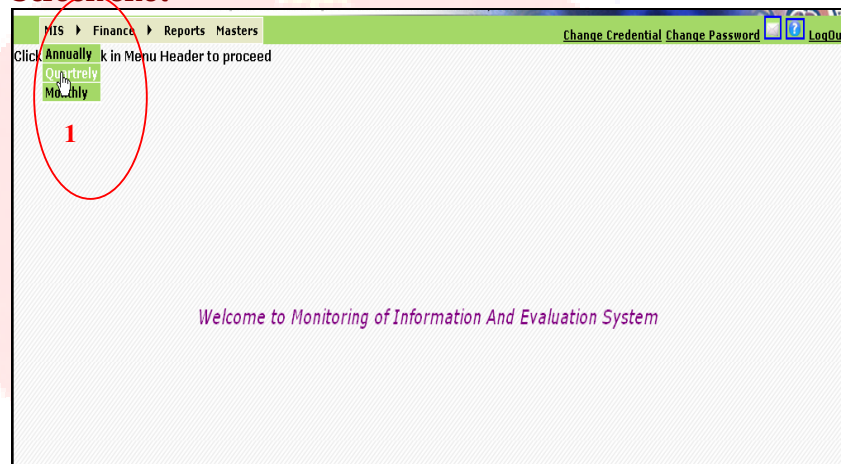 MIS Finance Reports Masters
Change Credential Change Password LogOu
Click k in Menu Header to proceed
Annually
Quartrely
Monthly
1
Welcome to Monitoring of Information And Evaluation System